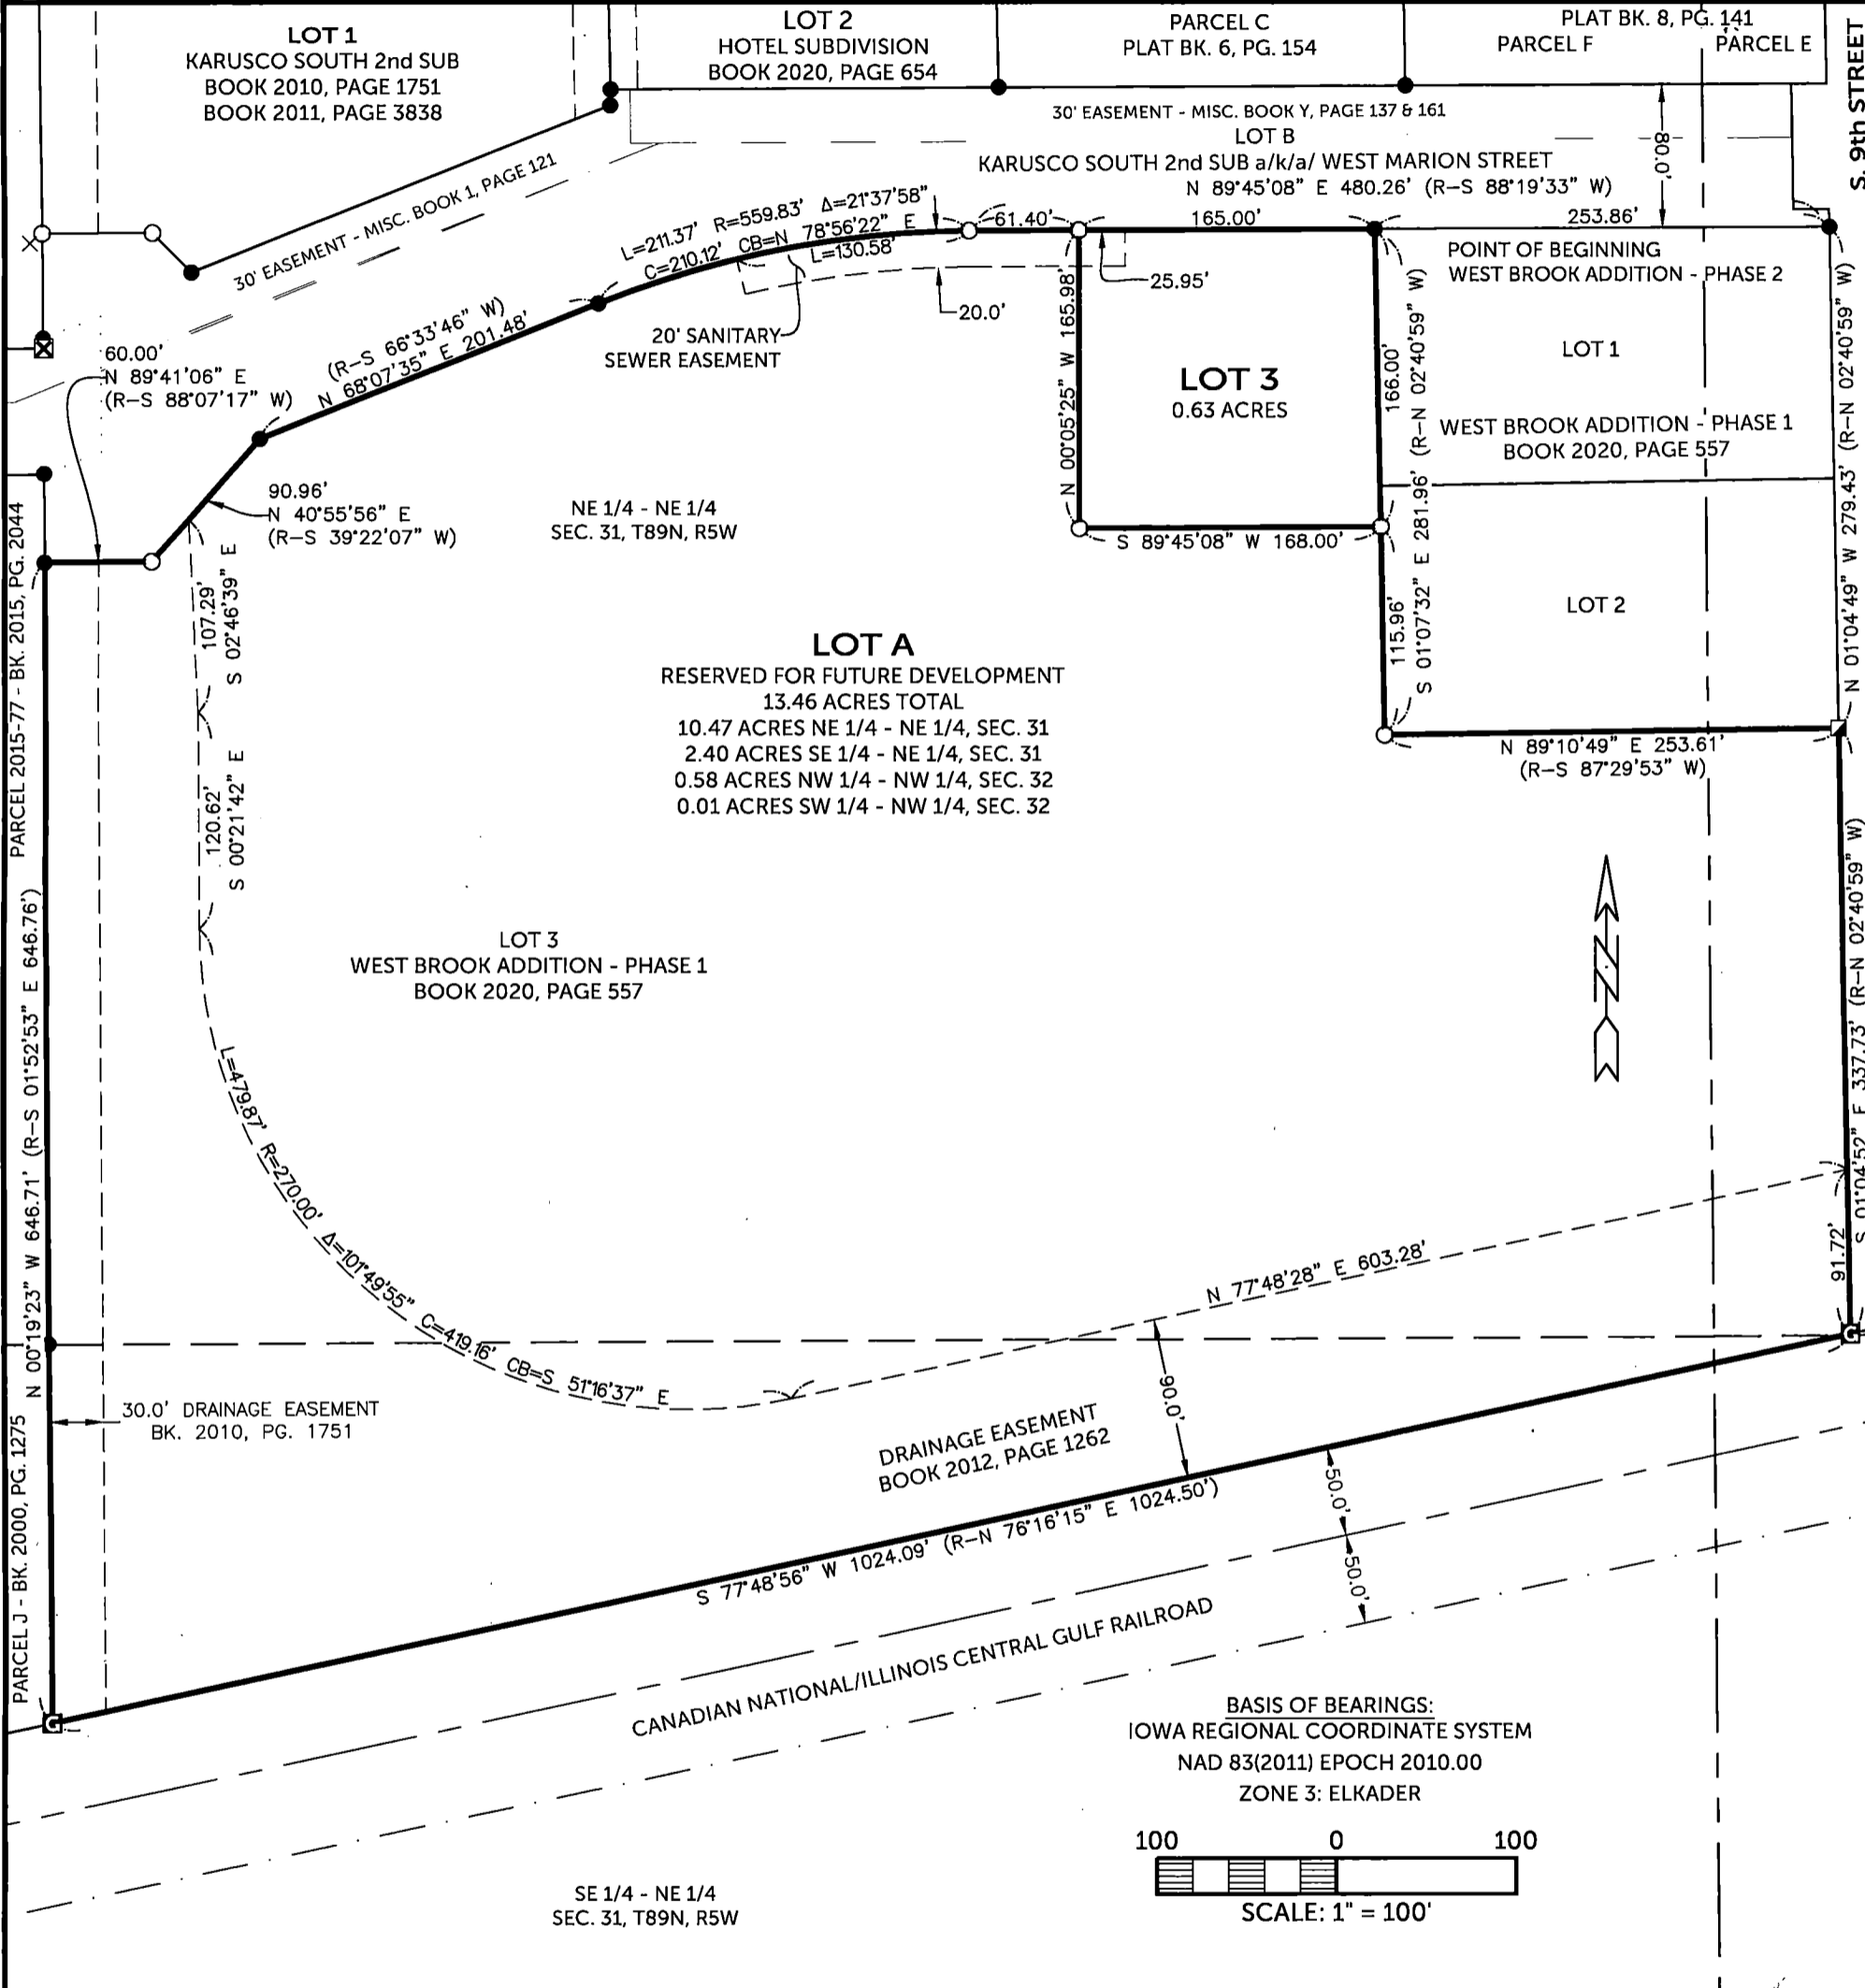 LOT 1
KARUSCO SOUTH 2nd SUB
BOOK 2010, PAGE 1751
BOOK 2011, PAGE 3838
LOT 2
HOTEL SUBDIVISION
BOOK 2020, PAGE 654
PARCEL C
PLAT BK. 6, PG. 154
PLAT BK. 8, PG. 141
PARCEL F
PARCEL E
S. 9th STREET
30' EASEMENT - MISC. BOOK Y, PAGE 137 & 161
LOT B
KARUSCO SOUTH 2nd SUB a/k/a/ WEST MARION STREET
N 89°45'08" E 480.26' (R-S 88°19'33" W)
80.0'
30' EASEMENT - MISC. BOOK 1, PAGE 121
L=211.37' R=559.83' Δ=21°37'58"
C=210.12' CB=N 78°56'22" E
L=130.58'
61.40'
165.00'
253.86'
25.95'
20.0'
20' SANITARY
SEWER EASEMENT
POINT OF BEGINNING
WEST BROOK ADDITION - PHASE 2
LOT 1
WEST BROOK ADDITION - PHASE 1
BOOK 2020, PAGE 557
LOT 2
LOT 3
0.63 ACRES
N 00°05'25" W 165.98'
S 89°45'08" W 168.00'
166.00'
115.96'
S 01°07'32" E 281.96' (R-N 02°40'59" W)
N 01°04'49" W 279.43' (R-N 02°40'59" W)
N 89°10'49" E 253.61'
(R-S 87°29'53" W)
60.00'
N 89°41'06" E
(R-S 88°07'17" W)
(R-S 66°33'46" W)
N 68°07'35" E 201.48'
90.96'
N 40°55'56" E
(R-S 39°22'07" W)
NE 1/4 - NE 1/4
SEC. 31, T89N, R5W
107.29'
S 02°46'39" E
120.62'
S 00°21'42" E
LOT A
RESERVED FOR FUTURE DEVELOPMENT
13.46 ACRES TOTAL
10.47 ACRES NE 1/4 - NE 1/4, SEC. 31
2.40 ACRES SE 1/4 - NE 1/4, SEC. 31
0.58 ACRES NW 1/4 - NW 1/4, SEC. 32
0.01 ACRES SW 1/4 - NW 1/4, SEC. 32
PARCEL 2015-77 - BK. 2015, PG. 2044
N 00°19'23" W 646.71' (R-S 01°52'53" E 646.76')
PARCEL J - BK. 2000, PG. 1275
LOT 3
WEST BROOK ADDITION - PHASE 1
BOOK 2020, PAGE 557
N
L=479.87' R=270.00' Δ=101°49'55" C=419.16' CB=S 51°16'37" E
N 77°48'28" E 603.28'
S 01°04'52" E 337.73' (R-N 02°40'59" W)
91.72'
30.0' DRAINAGE EASEMENT
BK. 2010, PG. 1751
DRAINAGE EASEMENT
BOOK 2012, PAGE 1262
90.0'
50.0'
50.0'
S 77°48'56" W 1024.09' (R-N 76°16'15" E 1024.50')
CANADIAN NATIONAL/ILLINOIS CENTRAL GULF RAILROAD
G
G
BASIS OF BEARINGS:
IOWA REGIONAL COORDINATE SYSTEM
NAD 83(2011) EPOCH 2010.00
ZONE 3: ELKADER
100 0 100
SCALE: 1" = 100'
SE 1/4 - NE 1/4
SEC. 31, T89N, R5W